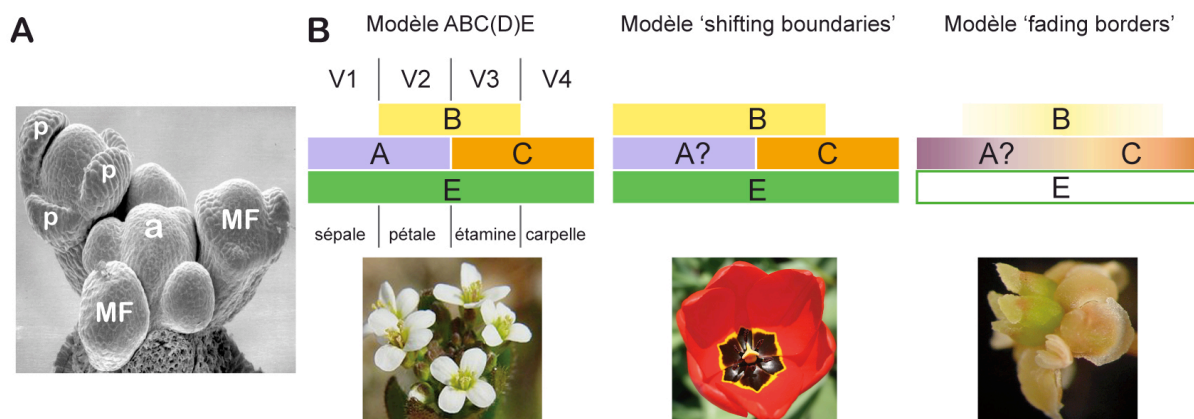 A
p
p
p
a
MF
MF
B
Modèle ABC(D)E
V1 V2 V3 V4
B
A C
E
sépale pétale étamine carpelle
Modèle ‘shifting boundaries’
B
A? C
E
Modèle ‘fading borders’
B
A? C
E